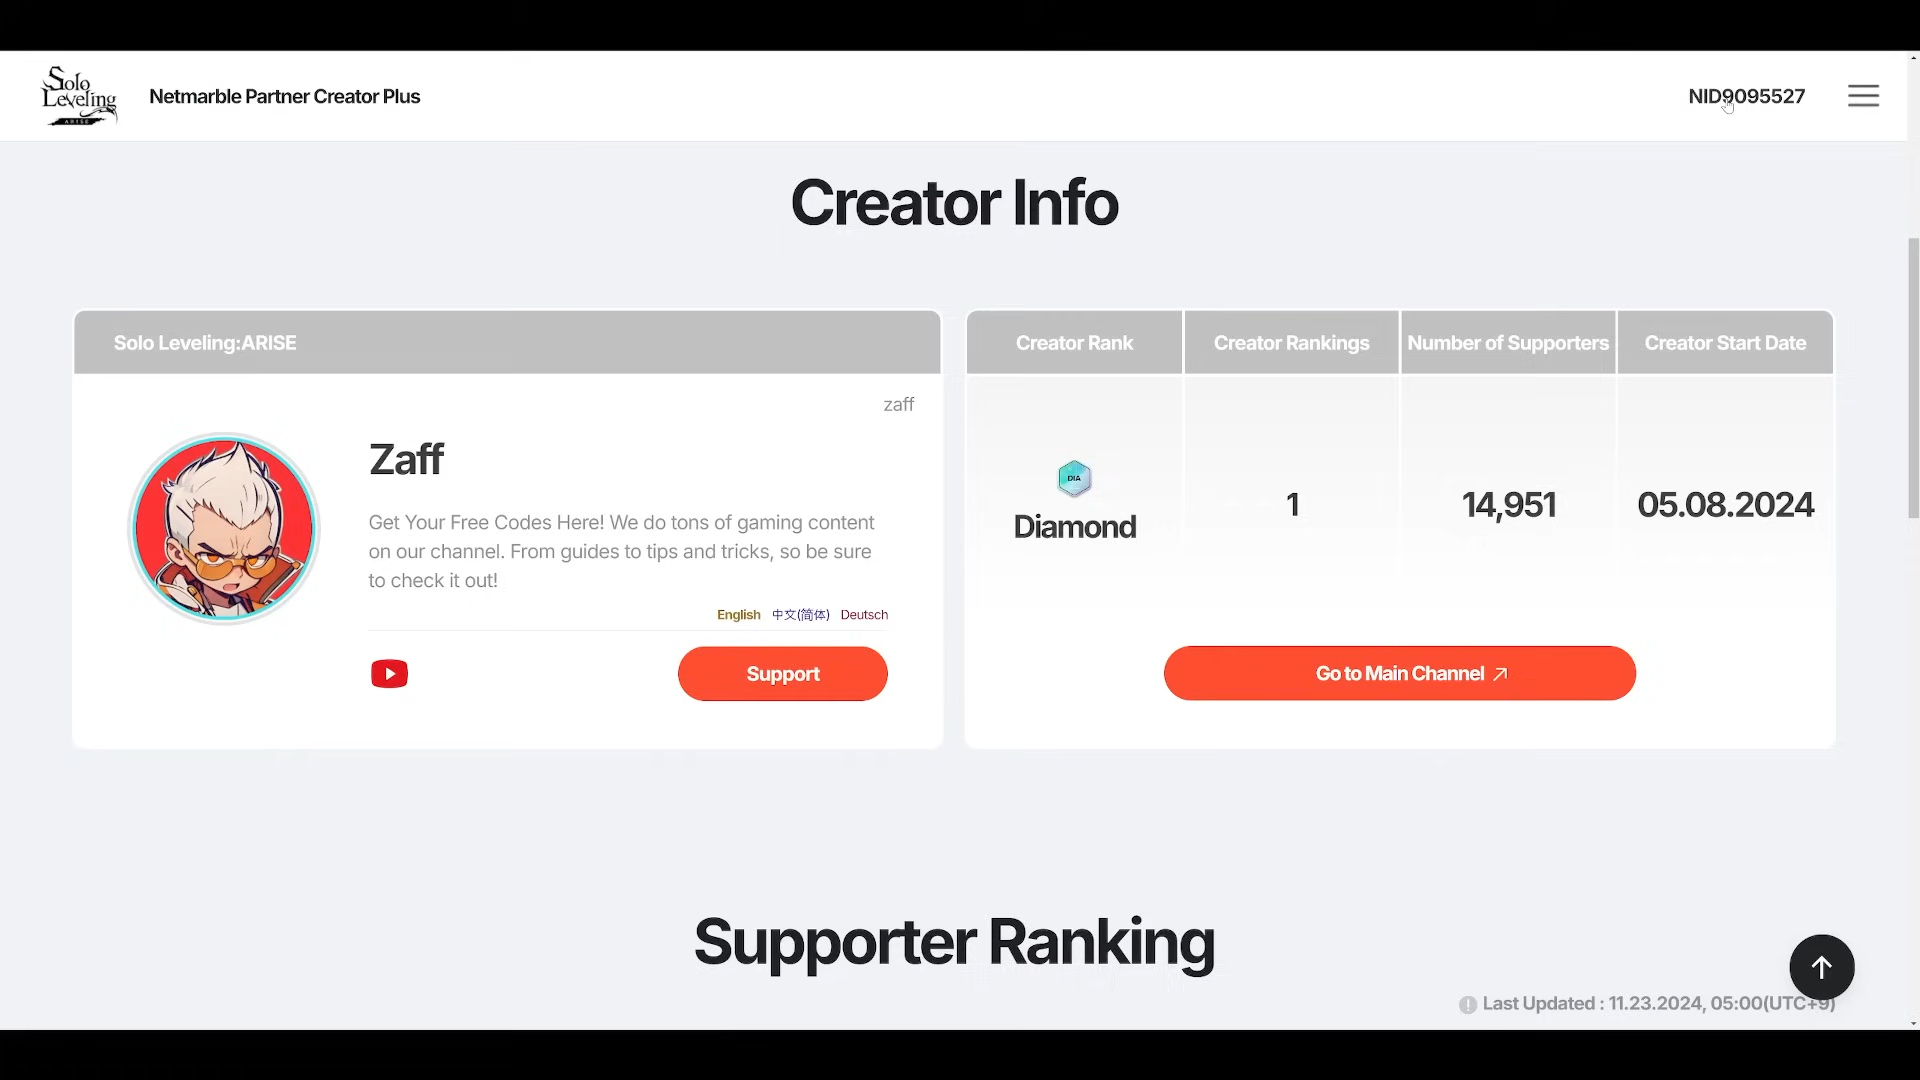 Solo
Leveling
ARISE
Netmarble Partner Creator Plus
NID9095527
Creator Info
Solo Leveling:ARISE
zaff
Zaff
Get Your Free Codes Here! We do tons of gaming content
on our channel. From guides to tips and tricks, so be sure
to check it out!
English 中文(简体) Deutsch
Support
Creator Rank Creator Rankings Number of Supporters Creator Start Date
DIA
Diamond 1 14,951 05.08.2024
Go to Main Channel
Supporter Ranking
Last Updated : 11.23.2024, 05:00(UTC+9)